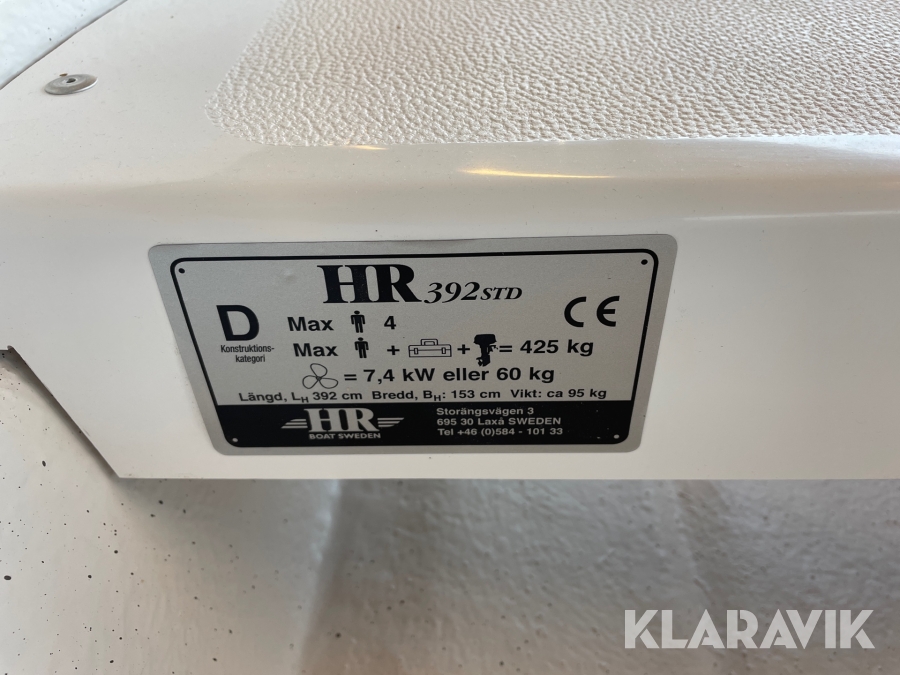 HR 392STD
D
Konstruktions-
kategori
CE
Max 4
Max + + = 425 kg
= 7,4 kW eller 60 kg
Längd, LH 392 cm Bredd, BH: 153 cm Vikt: ca 95 kg
HR
BOAT SWEDEN
Storängsvägen 3
695 30 Laxå SWEDEN
Tel +46 (0)584 - 101 33
KLARAVIK